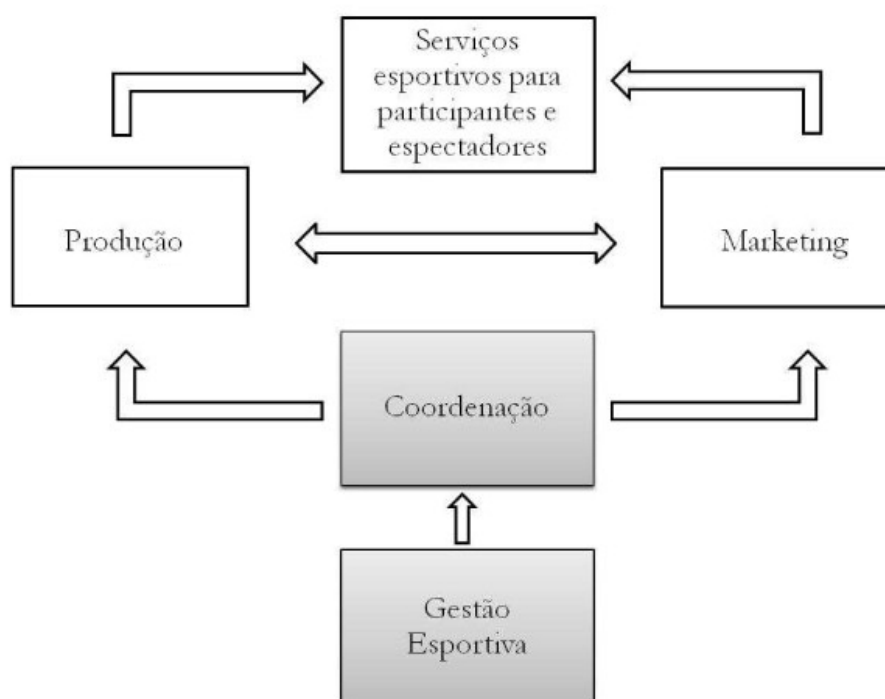 Serviços
esportivos para
participantes e
espectadores
Produção
Marketing
Coordenação
Gestão
Esportiva